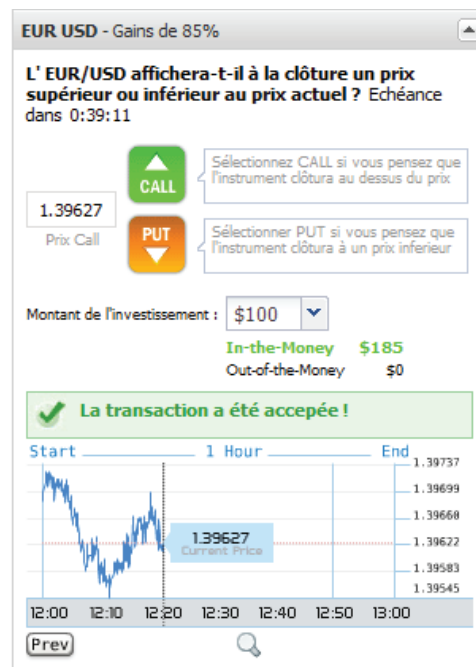 EUR USD - Gains de 85%
L' EUR/USD affichera-t-il à la clôture un prix
supérieur ou inférieur au prix actuel ? Echéance
dans 0:39:11
CALL
Sélectionnez CALL si vous pensez que
l'instrument clôtura au dessus du prix
1.39627
Prix Call
PUT
Sélectionner PUT si vous pensez que
l'instrument clôtura à un prix inferieur
Montant de l'investissement : $100
In-the-Money $185
Out-of-the-Money $0
La transaction a été accepée !
Start 1 Hour End
1.39737
1.39699
1.39660
1.39622
1.39583
1.39545
1.39627
Current Price
12:00 12:10 12:20 12:30 12:40 12:50 13:00
Prev